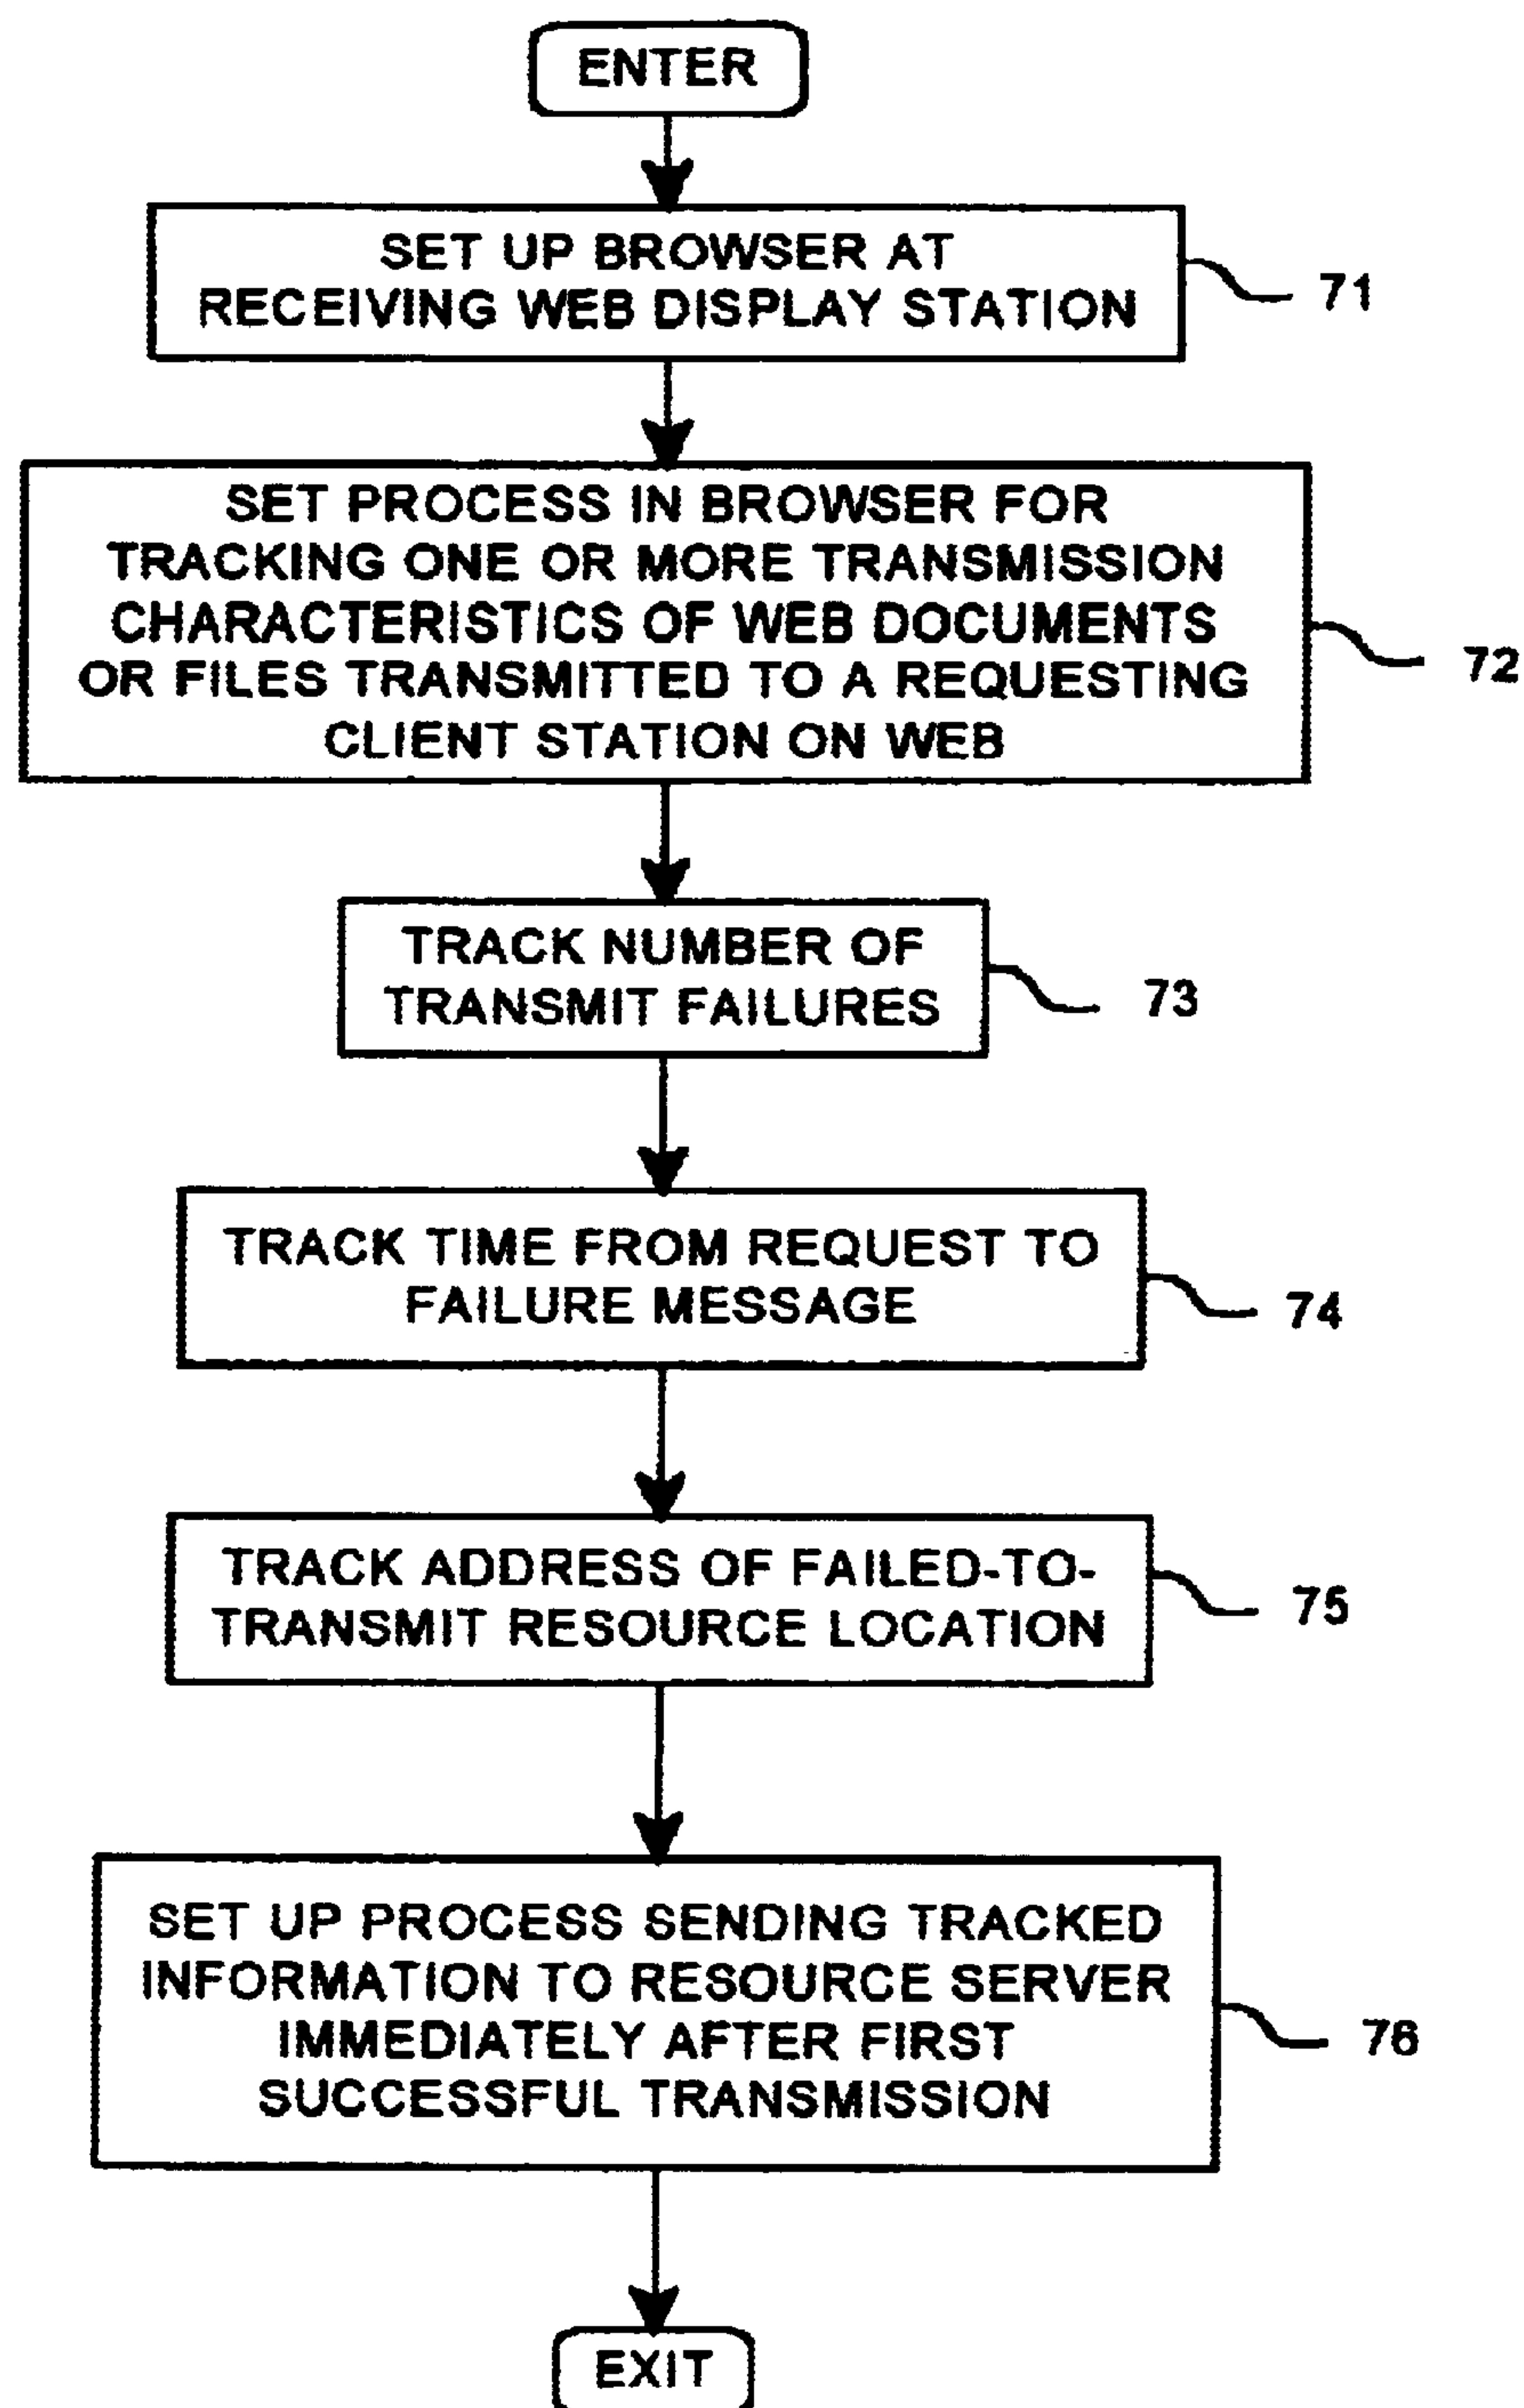 ENTER
SET UP BROWSER AT
RECEIVING WEB DISPLAY STATION
71
SET PROCESS IN BROWSER FOR
TRACKING ONE OR MORE TRANSMISSION
CHARACTERISTICS OF WEB DOCUMENTS
OR FILES TRANSMITTED TO A REQUESTING
CLIENT STATION ON WEB
72
TRACK NUMBER OF
TRANSMIT FAILURES
73
TRACK TIME FROM REQUEST TO
FAILURE MESSAGE
74
TRACK ADDRESS OF FAILED-TO-
TRANSMIT RESOURCE LOCATION
75
SET UP PROCESS SENDING TRACKED
INFORMATION TO RESOURCE SERVER
IMMEDIATELY AFTER FIRST
SUCCESSFUL TRANSMISSION
76
EXIT